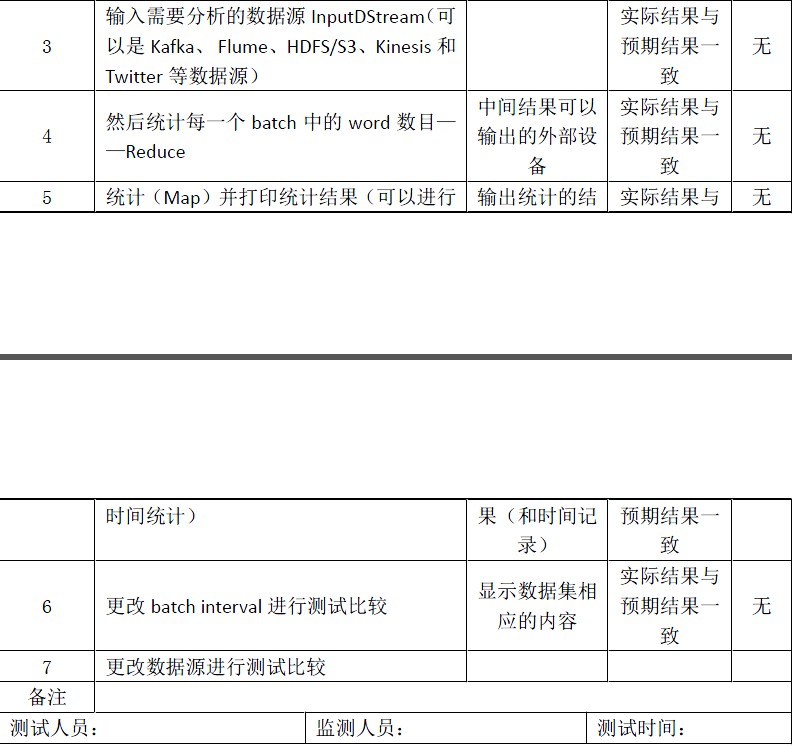 3
输入需要分析的数据源 InputDStream(可
以是 Kafka、Flume、HDFS/S3、Kinesis 和
Twitter 等数据源）
实际结果与
预期结果一
致
无
4
然后统计每一个 batch 中的 word 数目—
—Reduce
中间结果可以
输出的外部设
备
实际结果与
预期结果一
致
无
5
统计（Map）并打印统计结果（可以进行
输出统计的结
实际结果与
无
时间统计）
果（和时间记
录）
预期结果一
致
6
更改 batch interval 进行测试比较
显示数据集相
应的内容
实际结果与
预期结果一
致
无
7
更改数据源进行测试比较
备注
测试人员：
监测人员：
测试时间：